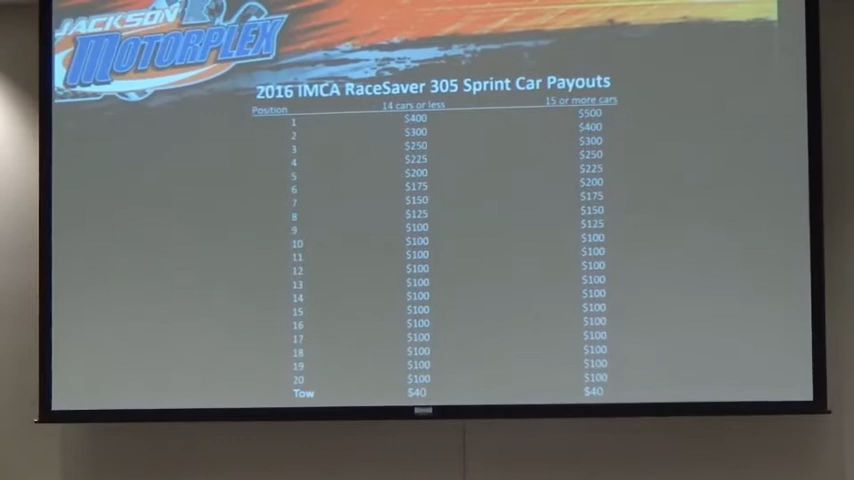 JACKSON
MOTORPLEX
2016 IMCA RaceSaver 305 Sprint Car Payouts
Position 14 cars or less 15 or more cars
1 $400 $500
2 $300 $400
3 $250 $300
4 $225 $250
5 $200 $225
6 $175 $200
7 $150 $175
8 $125 $150
9 $100 $125
10 $100 $100
11 $100 $100
12 $100 $100
13 $100 $100
14 $100 $100
15 $100 $100
16 $100 $100
17 $100 $100
18 $100 $100
19 $100 $100
20 $100 $100
Tow $40 $40